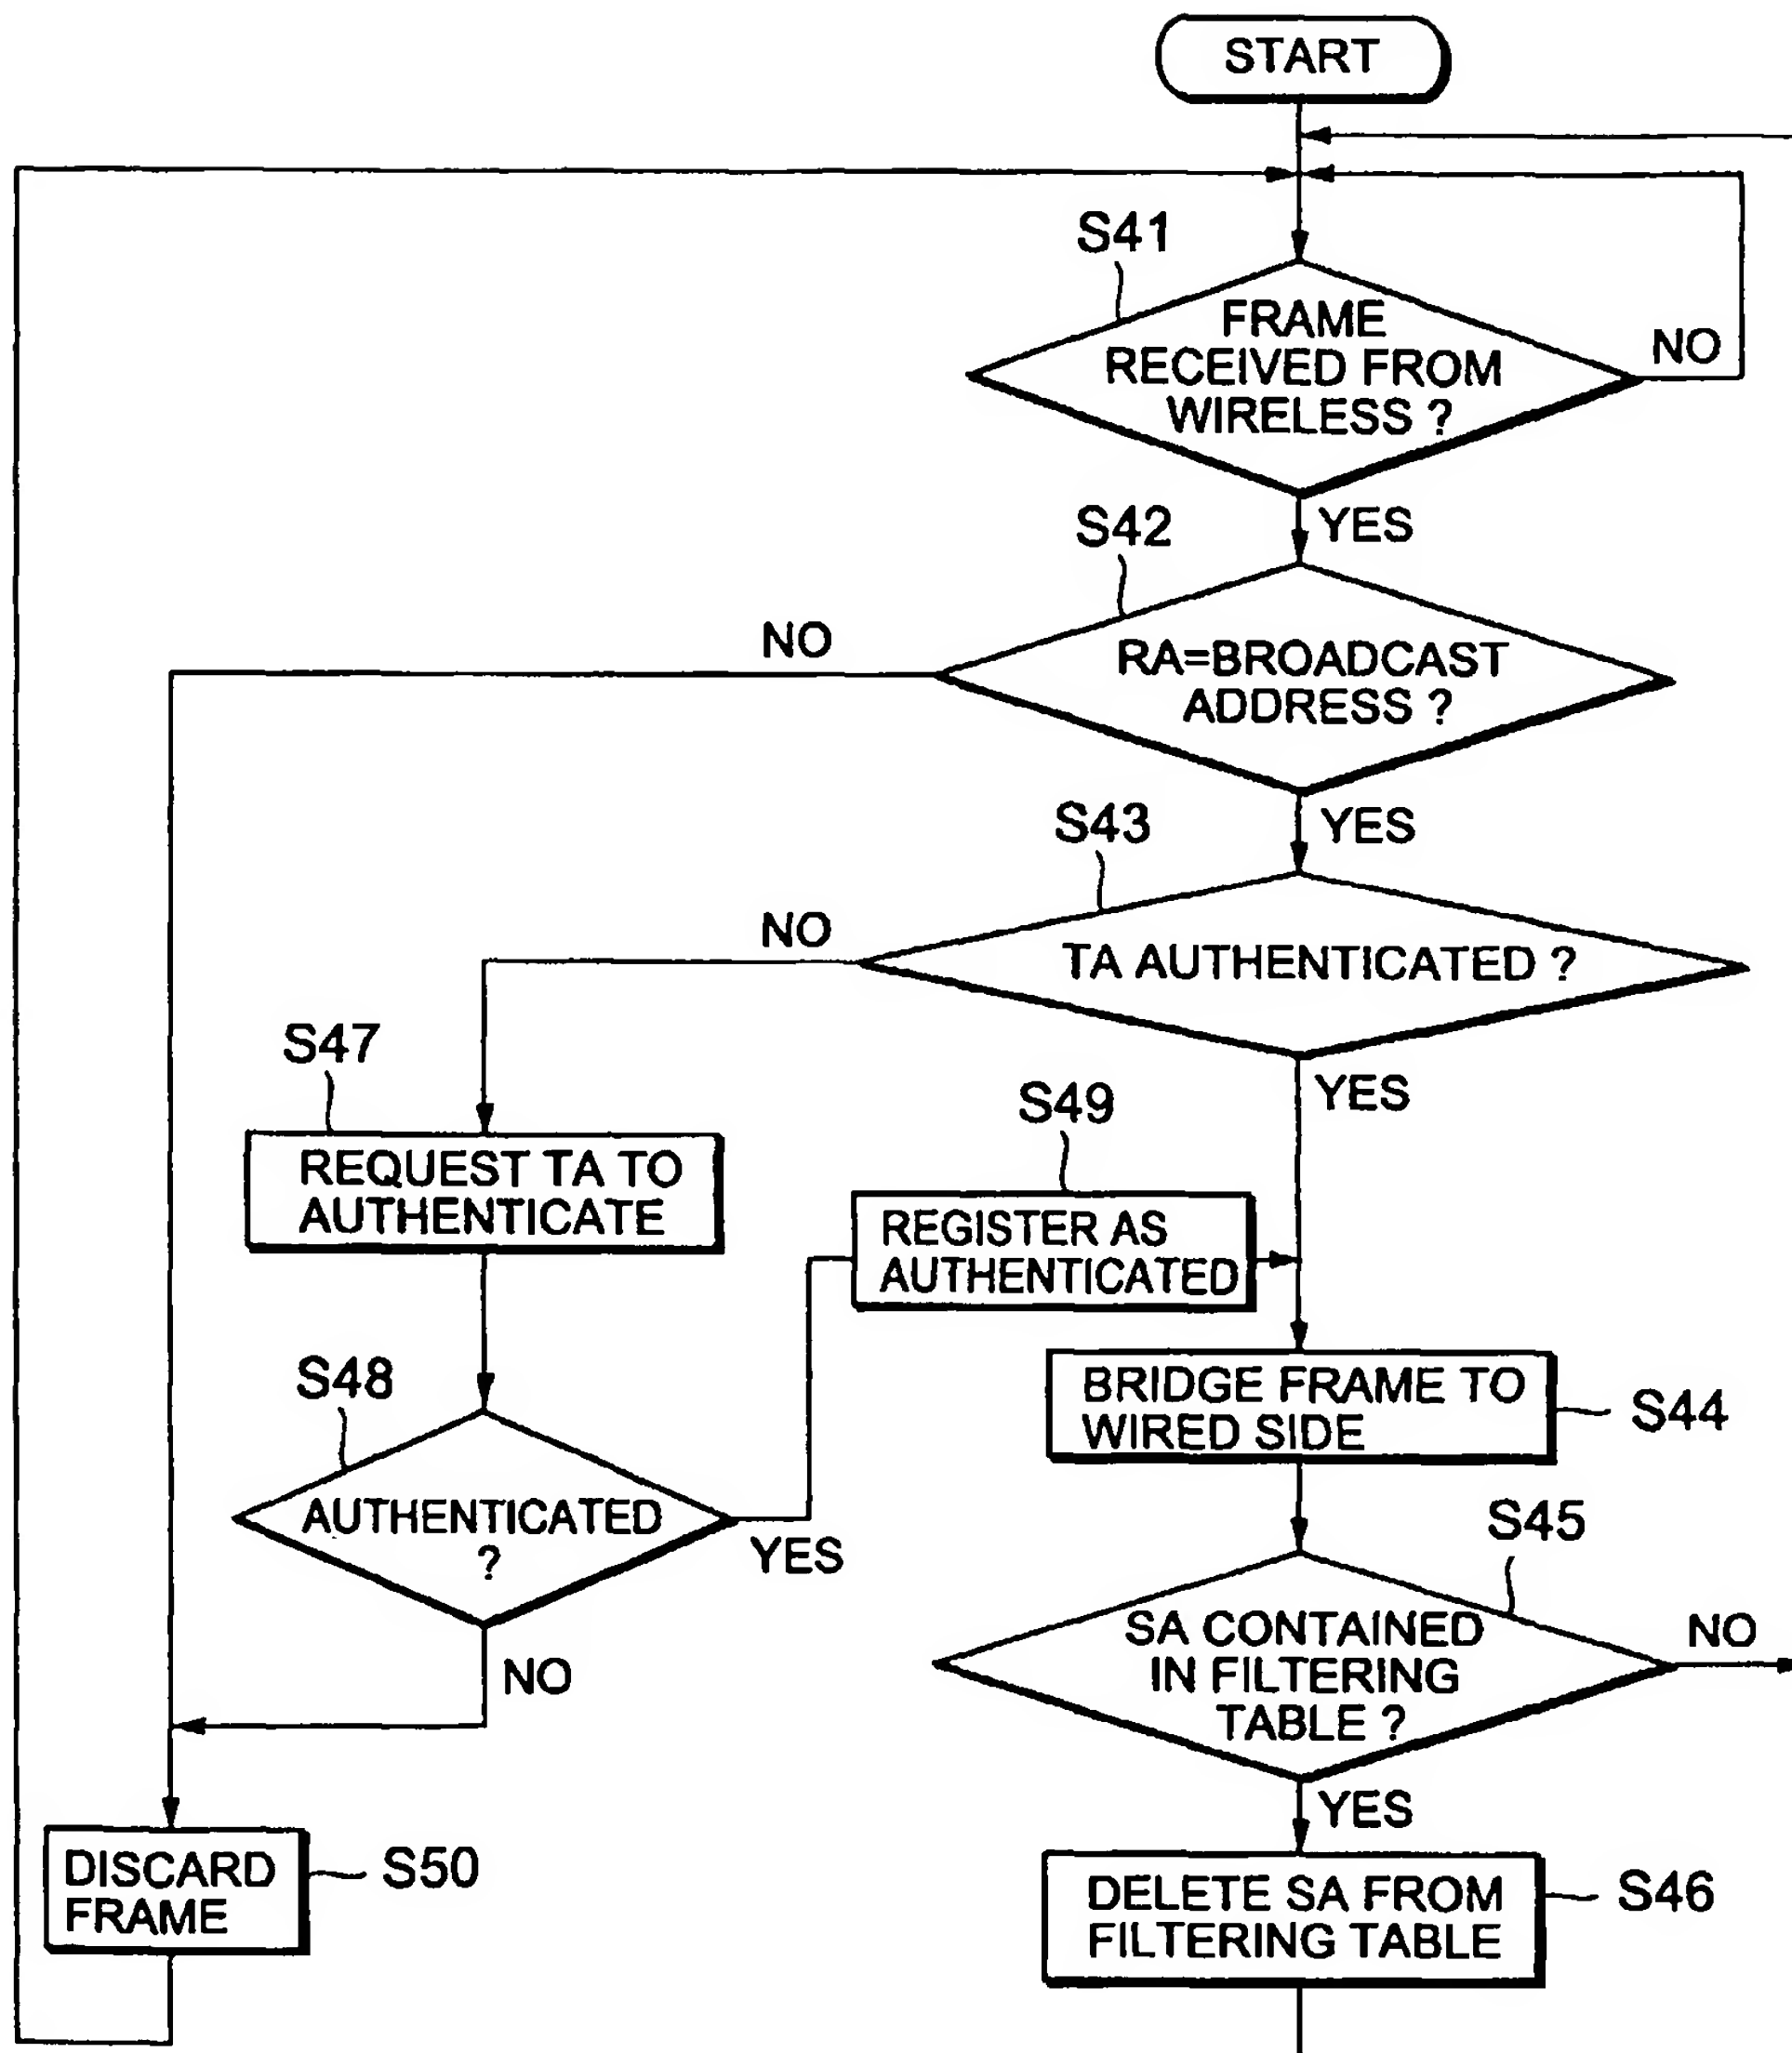 START
S41
FRAME
RECEIVED FROM
WIRELESS ?
NO
YES
S42
NO
RA=BROADCAST
ADDRESS ?
YES
S43
NO
TA AUTHENTICATED ?
YES
S47
REQUEST TA TO
AUTHENTICATE
S49
REGISTER AS
AUTHENTICATED
S48
AUTHENTICATED
?
YES
NO
BRIDGE FRAME TO
WIRED SIDE
S44
S45
SA CONTAINED
IN FILTERING
TABLE ?
NO
YES
DISCARD
FRAME
S50
DELETE SA FROM
FILTERING TABLE
S46